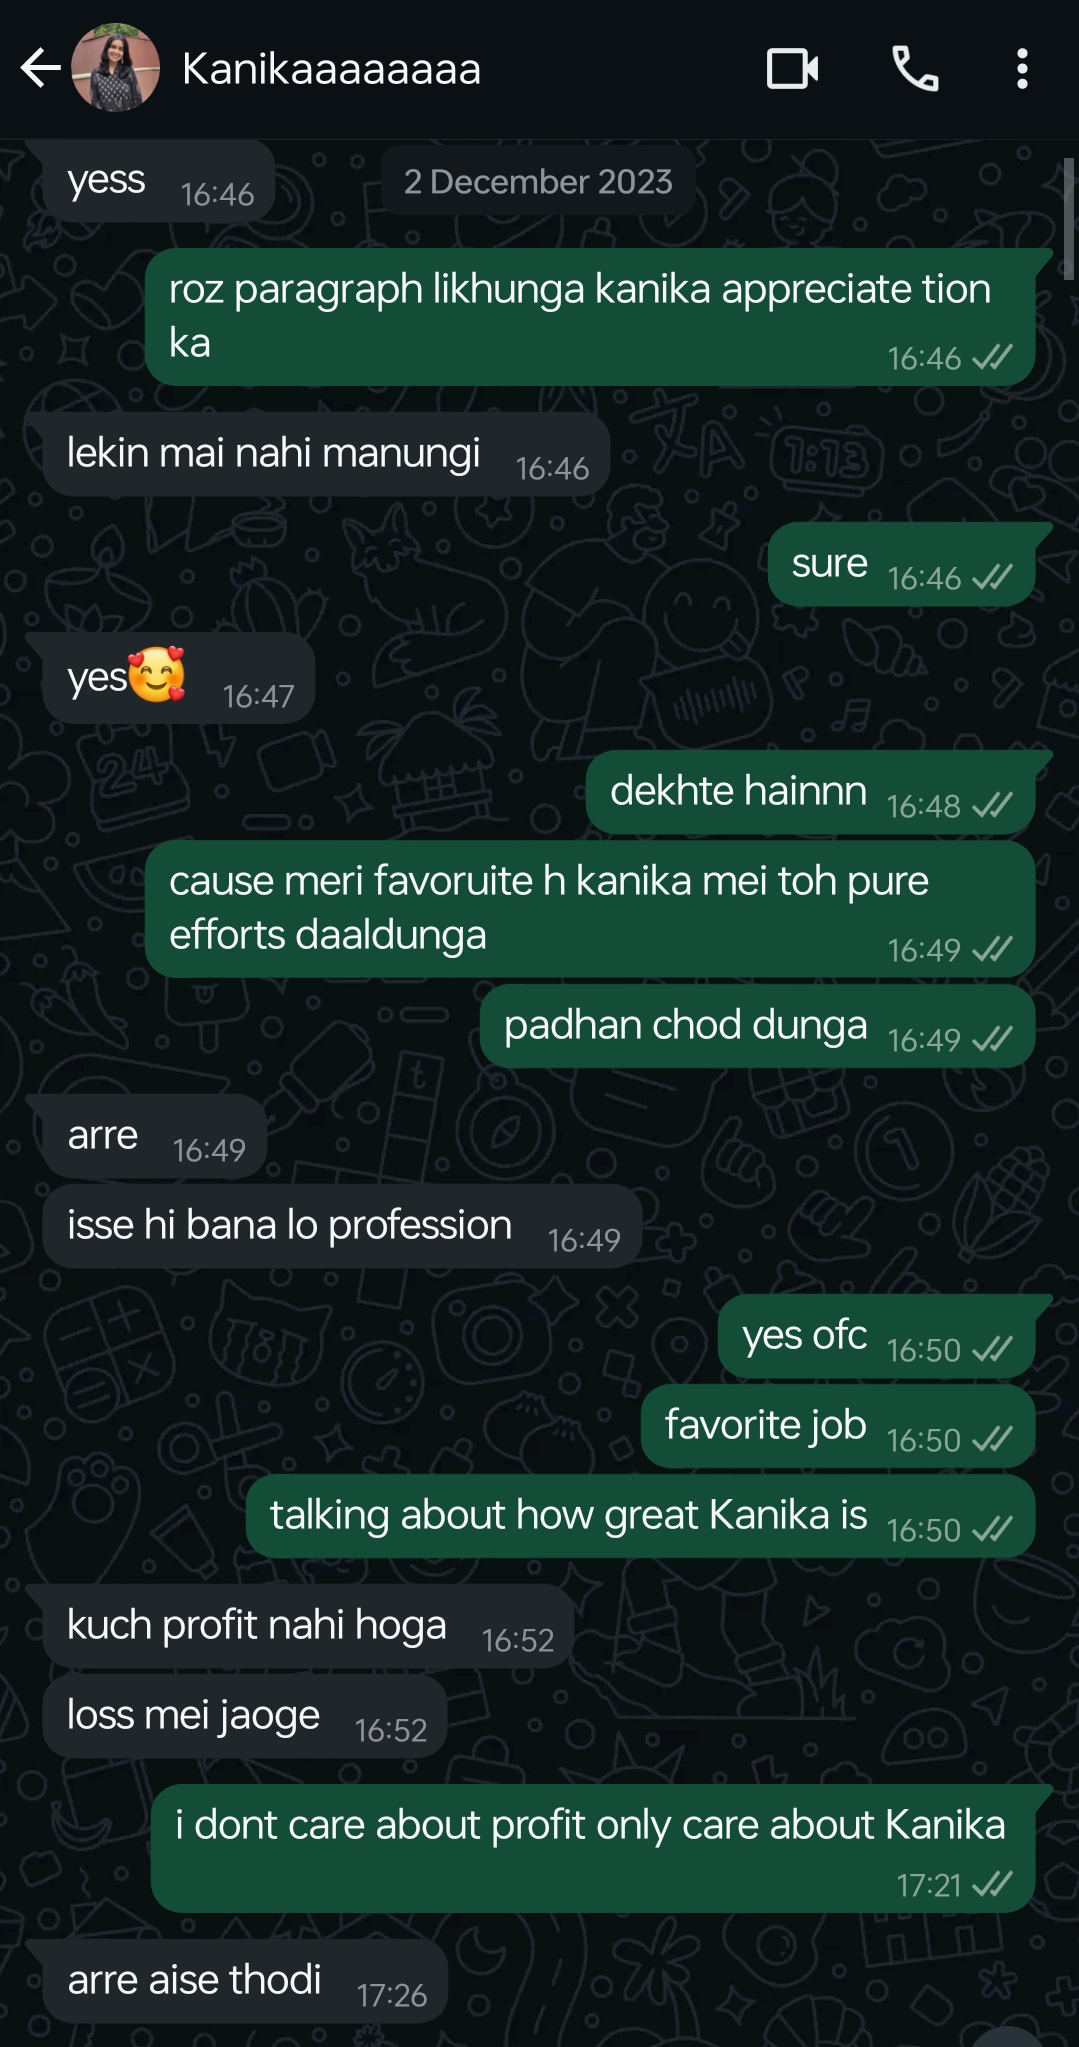 Kanikaaaaaaaa
2 December 2023
yess 16:46
roz paragraph likhunga kanika appreciate tion
ka
16:46
lekin mai nahi manungi 16:46
sure 16:46
yes🥰 16:47
dekhte hainnn 16:48
cause meri favoruite h kanika mei toh pure
efforts daaldunga
16:49
padhan chod dunga 16:49
arre 16:49
isse hi bana lo profession 16:49
yes ofc 16:50
favorite job 16:50
talking about how great Kanika is 16:50
kuch profit nahi hoga 16:52
loss mei jaoge 16:52
i dont care about profit only care about Kanika
17:21
arre aise thodi 17:26